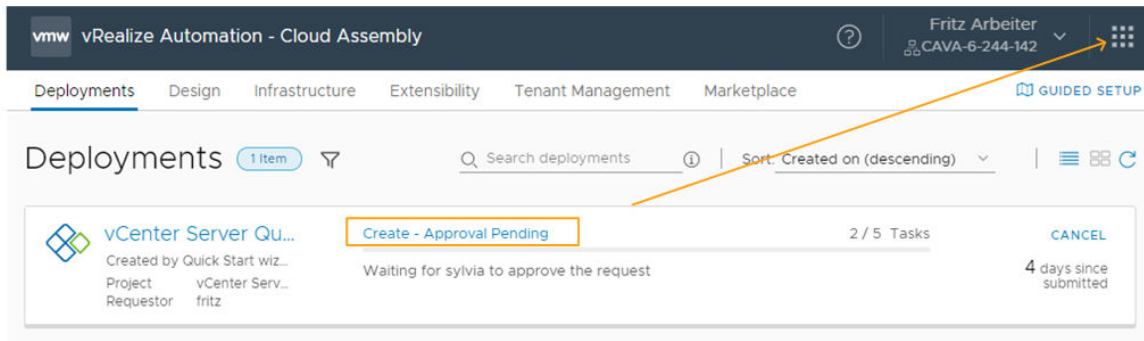 vmw vRealize Automation - Cloud Assembly
Fritz Arbeiter
CAVA-6-244-142
Deployments Design Infrastructure Extensibility Tenant Management Marketplace GUIDED SETUP
Deployments 1 Item Search deployments Sort: Created on (descending)
vCenter Server Qu... Create - Approval Pending 2 / 5 Tasks CANCEL
Created by Quick Start wiz... Waiting for sylvia to approve the request 4 days since
Project vCenter Serv... submitted
Requestor fritz